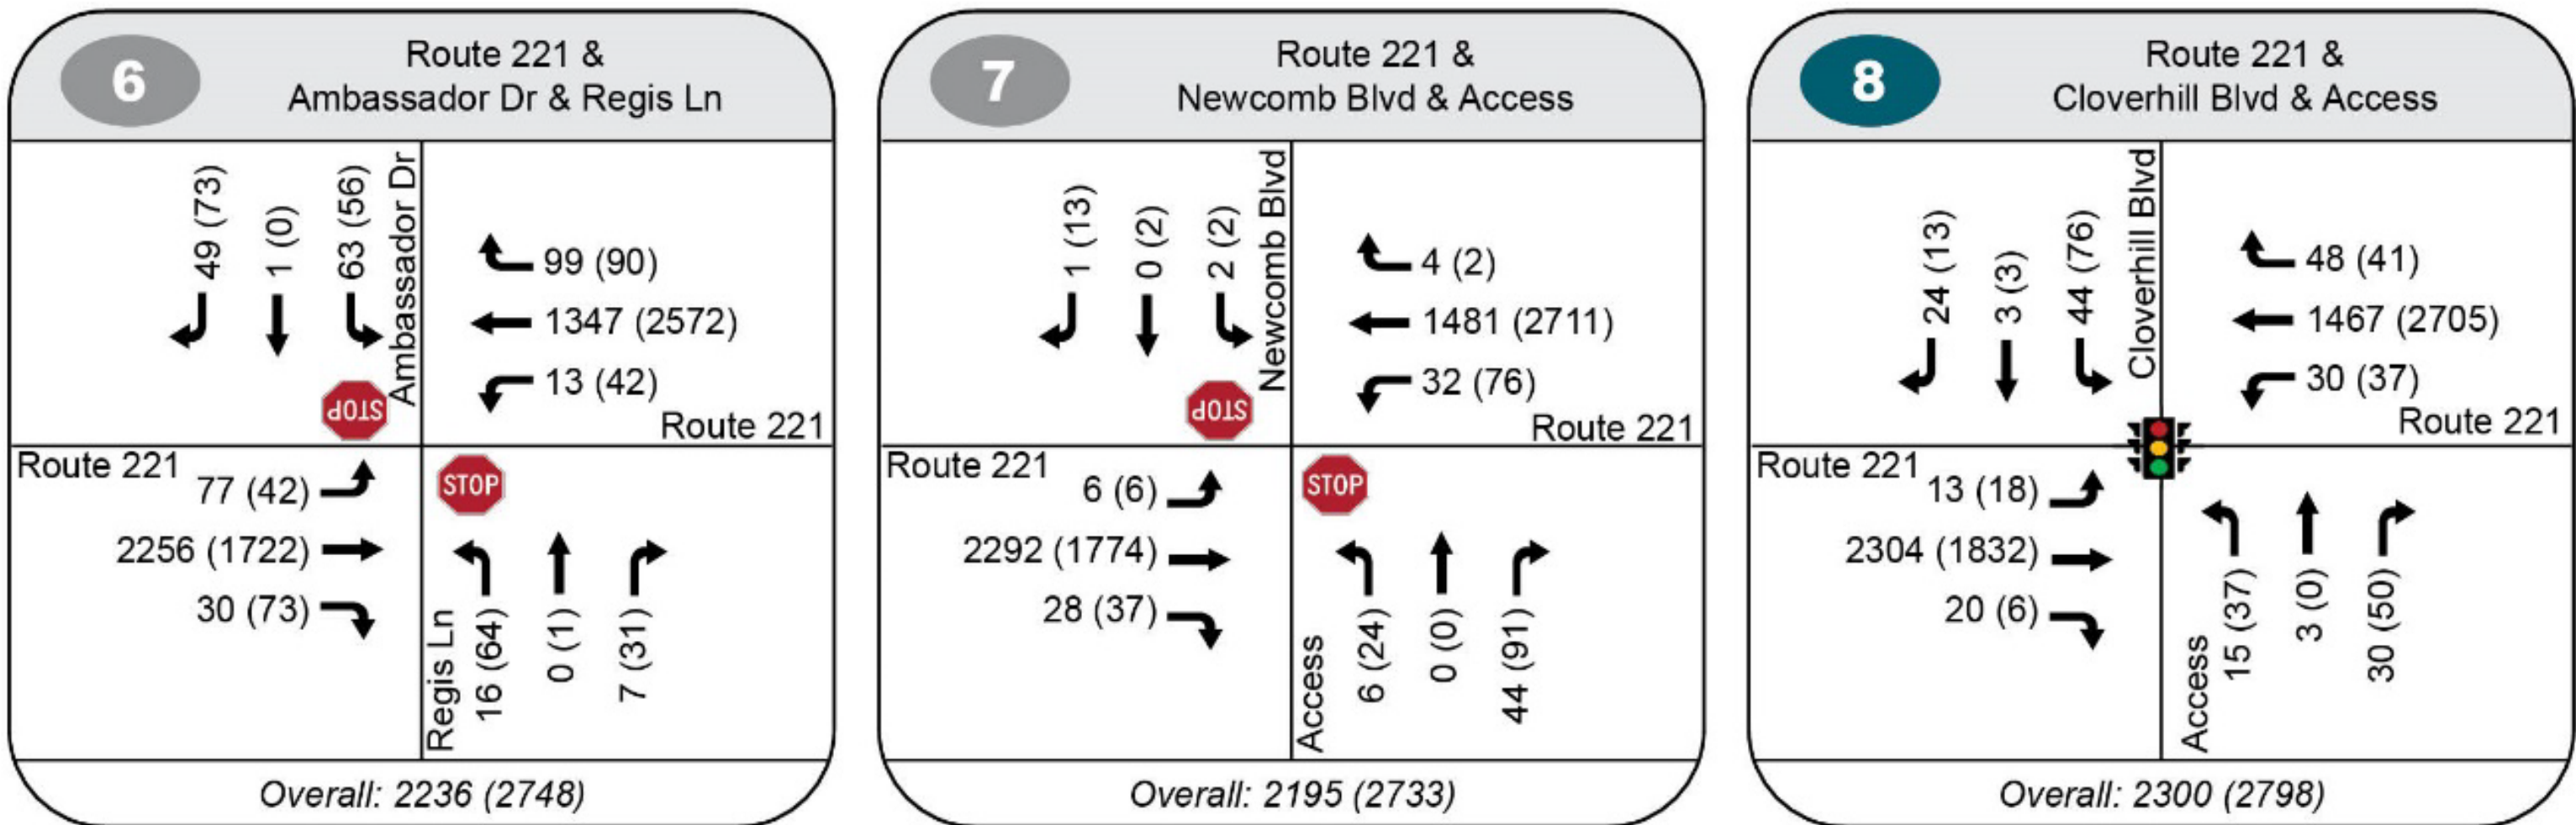 6
Route 221 &
Ambassador Dr & Regis Ln
49 (73)
1 (0)
63 (56)
Ambassador Dr
STOP
99 (90)
1347 (2572)
13 (42)
Route 221
Route 221
77 (42)
2256 (1722)
30 (73)
STOP
Regis Ln
16 (64)
0 (1)
7 (31)
Overall: 2236 (2748)
7
Route 221 &
Newcomb Blvd & Access
1 (13)
0 (2)
2 (2)
Newcomb Blvd
STOP
4 (2)
1481 (2711)
32 (76)
Route 221
Route 221
6 (6)
2292 (1774)
28 (37)
STOP
Access
6 (24)
0 (0)
44 (91)
Overall: 2195 (2733)
8
Route 221 &
Cloverhill Blvd & Access
24 (13)
3 (3)
44 (76)
Cloverhill Blvd
48 (41)
1467 (2705)
30 (37)
Route 221
Route 221
13 (18)
2304 (1832)
20 (6)
Access
15 (37)
3 (0)
30 (50)
Overall: 2300 (2798)